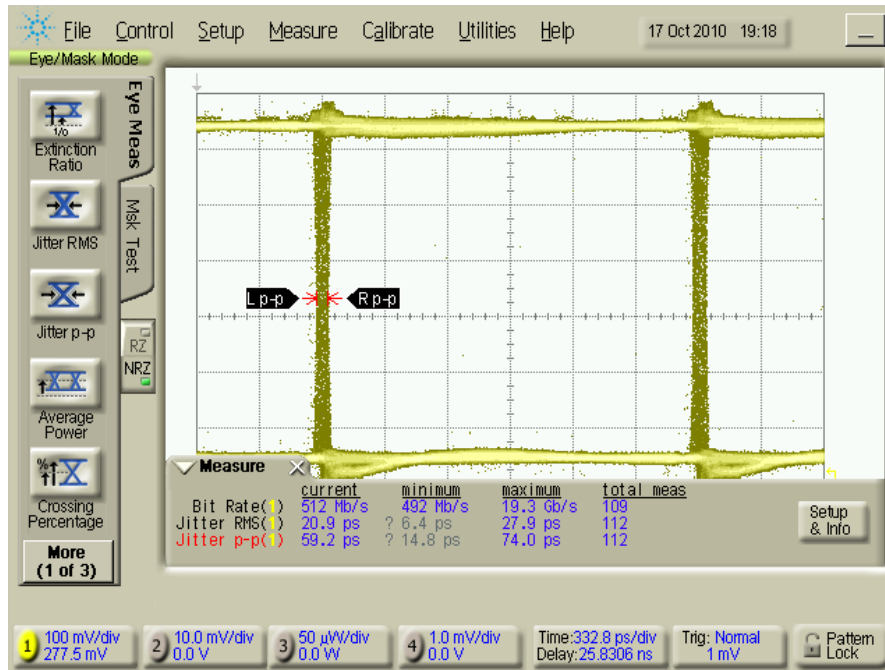 File Control Setup Measure Calibrate Utilities Help 17 Oct 2010 19:18
Eye/Mask Mode
Eye Meas
Msk Test
1/0
Extinction
Ratio
Jitter RMS
Jitter p-p
RZ
NRZ
Average
Power
%
Crossing
Percentage
More
(1 of 3)
L p-p R p-p
Measure
current minimum maximum total meas
Bit Rate(1) 512 Mb/s 492 Mb/s 19.3 Gb/s 109
Jitter RMS(1) 20.9 ps ? 6.4 ps 27.9 ps 112
Jitter p-p(1) 59.2 ps ? 14.8 ps 74.0 ps 112
Setup
& Info
1 100 mV/div
277.5 mV
2 10.0 mV/div
0.0 V
3 50 µW/div
0.0 W
4 1.0 mV/div
0.0 V
Time:332.8 ps/div
Delay:25.8306 ns
Trig: Normal
1 mV
Pattern
Lock